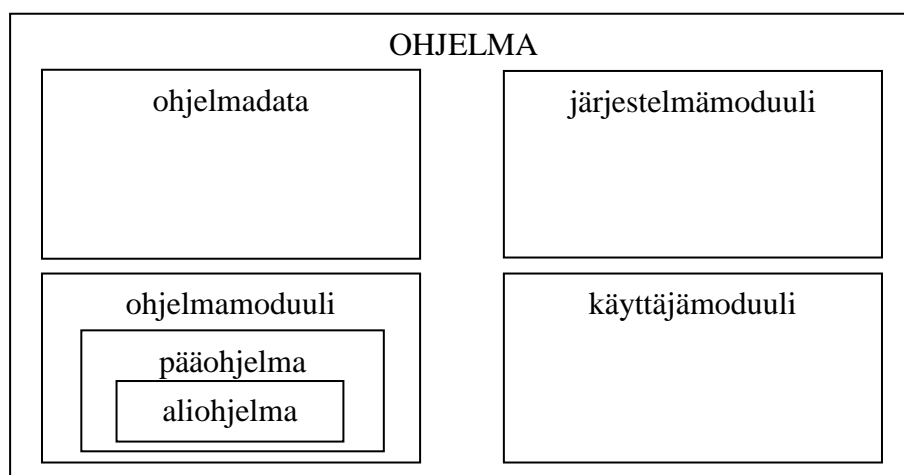 OHJELMA
ohjelmadata
järjestelmämoduuli
ohjelmamoduuli
käyttäjämoduuli
pääohjelma
aliohjelma